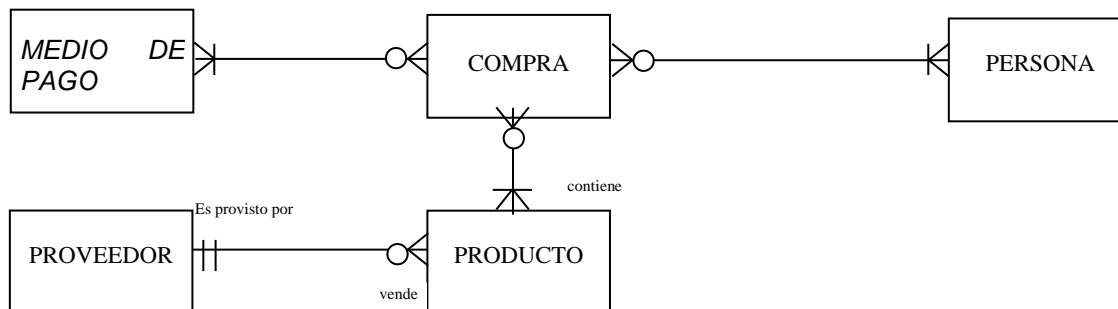 MEDIO DE
PAGO
COMPRA
PERSONA
contiene
Es provisto por
PROVEEDOR
PRODUCTO
vende